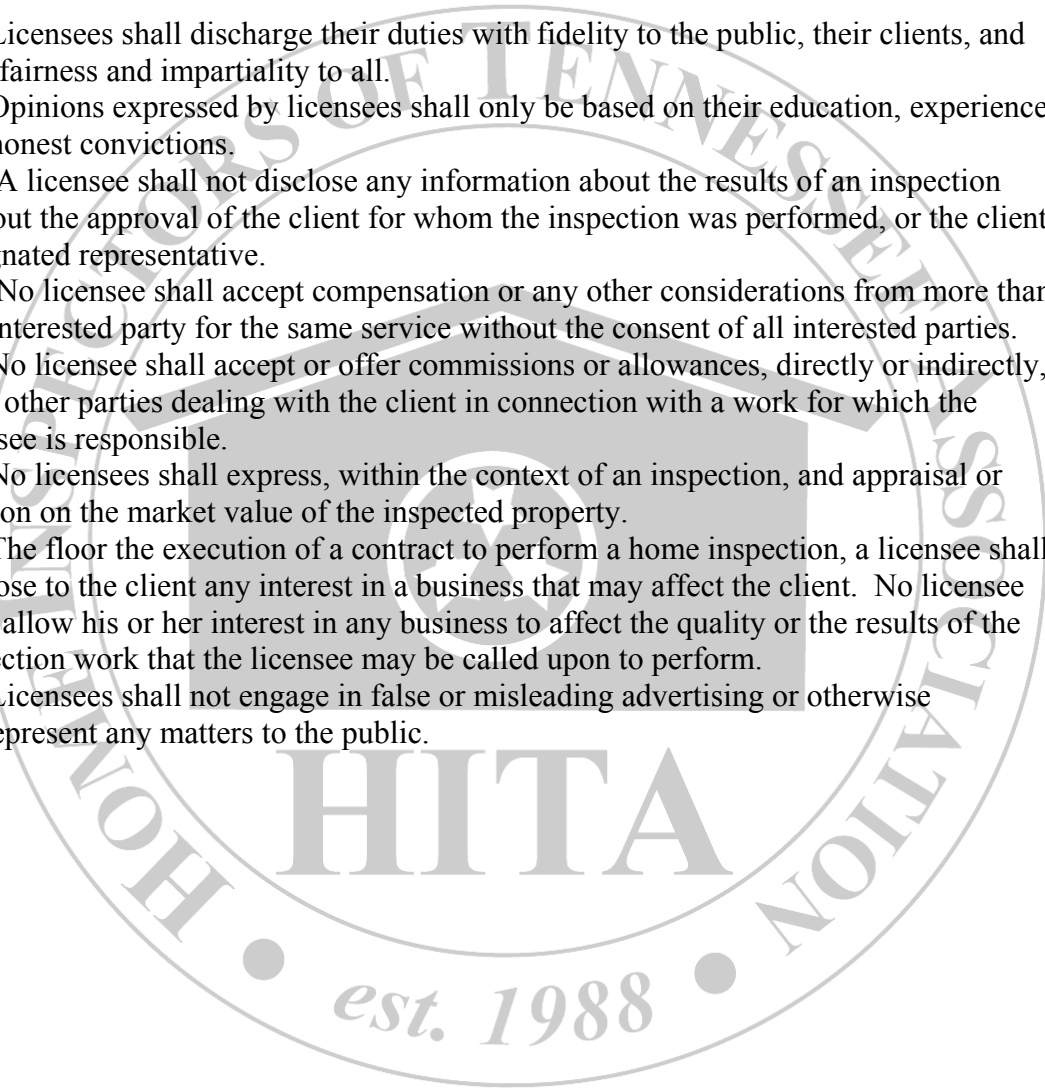 Licensees shall discharge their duties with fidelity to the public, their clients, and
fairness and impartiality to all.
Opinions expressed by licensees shall only be based on their education, experience
honest convictions.
A licensee shall not disclose any information about the results of an inspection
out the approval of the client for whom the inspection was performed, or the client
gnated representative.
No licensee shall accept compensation or any other considerations from more than
nterested party for the same service without the consent of all interested parties.
No licensee shall accept or offer commissions or allowances, directly or indirectly,
other parties dealing with the client in connection with a work for which the
see is responsible.
No licensees shall express, within the context of an inspection, and appraisal or
on on the market value of the inspected property.
The floor the execution of a contract to perform a home inspection, a licensee shall
ose to the client any interest in a business that may affect the client. No licensee
allow his or her interest in any business to affect the quality or the results of the
ection work that the licensee may be called upon to perform.
Licensees shall not engage in false or misleading advertising or otherwise
epresent any matters to the public.
HOME INSPECTORS OF TENNESSEE ASSOCIATION
HITA
est. 1988